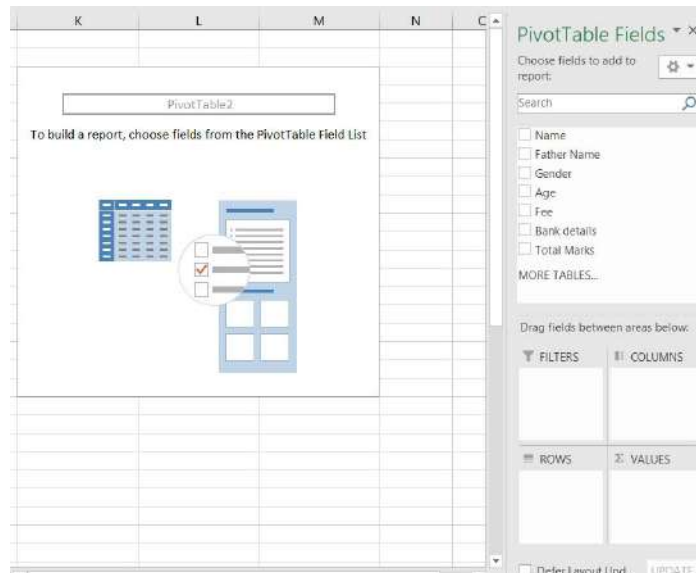 K L M N C
PivotTable Fields
Choose fields to add to
report:
Search
PivotTable2
To build a report, choose fields from the PivotTable Field List
Name
Father Name
Gender
Age
Fee
Bank details
Total Marks
MORE TABLES...
Drag fields between areas below:
FILTERS
COLUMNS
ROWS
Σ VALUES
Defer Layout Upd...
UPDATE